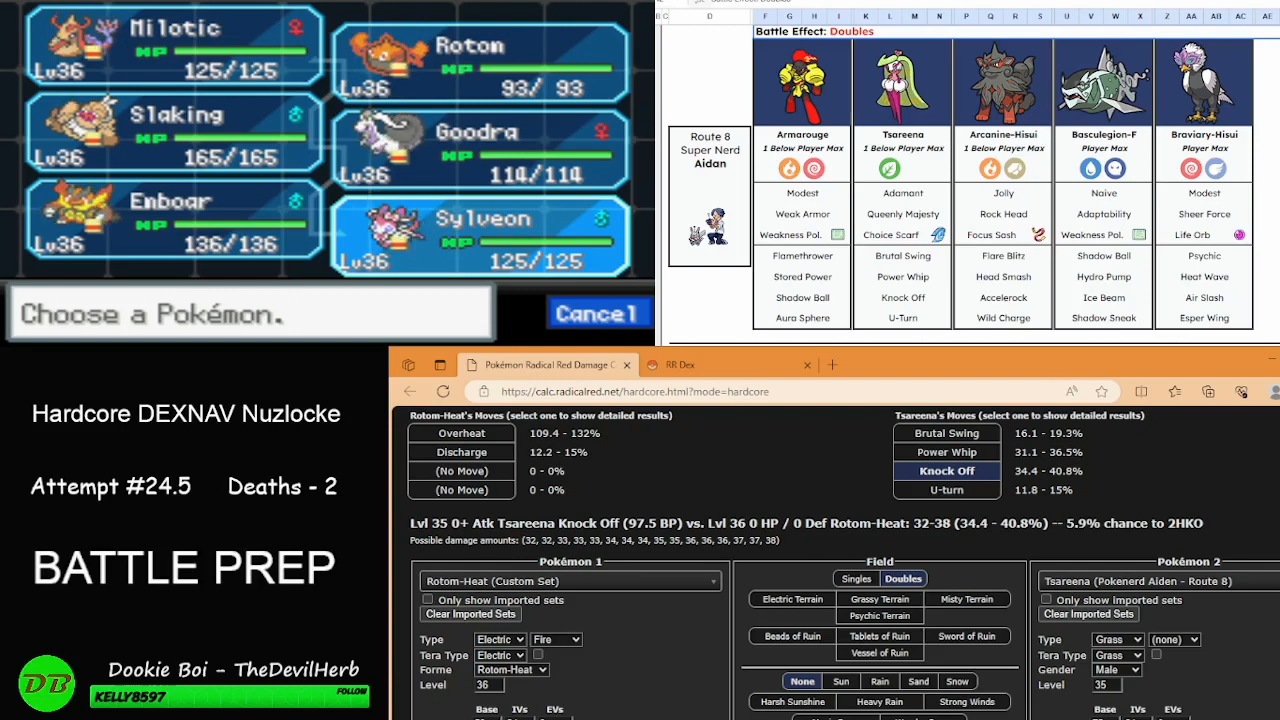 Milotic
HP
Lv36 125/125
Slaking
HP
Lv36 165/165
Emboar
HP
Lv36 136/136
Rotom
HP
Lv36 93/ 93
Goodra
HP
Lv36 114/114
Sylveon
HP
Lv36 125/125
Choose a Pokémon.
Cancel
B C D F G H I K L M N P Q R S U V W X Z AA AB AC AE
Battle Effect: Doubles
Route 8
Super Nerd
Aidan
Armarouge Tsareena Arcanine-Hisui Basculegion-F Braviary-Hisui
1 Below Player Max 1 Below Player Max 1 Below Player Max Player Max Player Max
Modest Adamant Jolly Naive Modest
Weak Armor Queenly Majesty Rock Head Adaptability Sheer Force
Weakness Pol. Choice Scarf Focus Sash Weakness Pol. Life Orb
Flamethrower Brutal Swing Flare Blitz Shadow Ball Psychic
Stored Power Power Whip Head Smash Hydro Pump Heat Wave
Shadow Ball Knock Off Accelerock Ice Beam Air Slash
Aura Sphere U-Turn Wild Charge Shadow Sneak Esper Wing
Hardcore DEXNAV Nuzlocke
Attempt #24.5 Deaths - 2
BATTLE PREP
Dookie Boi - TheDevilHerb
DB
KELLY8597
FOLLOW
Pokémon Radical Red Damage C
RR Dex
https://calc.radicalred.net/hardcore.html?mode=hardcore
Rotom-Heat's Moves (select one to show detailed results) Tsareena's Moves (select one to show detailed results)
Overheat 109.4 - 132% Brutal Swing 16.1 - 19.3%
Discharge 12.2 - 15% Power Whip 31.1 - 36.5%
(No Move) 0 - 0% Knock Off 34.4 - 40.8%
(No Move) 0 - 0% U-turn 11.8 - 15%
Lvl 35 0+ Atk Tsareena Knock Off (97.5 BP) vs. Lvl 36 0 HP / 0 Def Rotom-Heat: 32-38 (34.4 - 40.8%) -- 5.9% chance to 2HKO
Possible damage amounts: (32, 32, 33, 33, 33, 34, 34, 34, 35, 35, 36, 36, 36, 37, 37, 38)
Pokémon 1
Rotom-Heat (Custom Set)
Only show imported sets
Clear Imported Sets
Type Electric Fire
Tera Type Electric
Forme Rotom-Heat
Level 36
Base IVs EVs
Field
Singles Doubles
Electric Terrain Grassy Terrain Misty Terrain
Psychic Terrain
Beads of Ruin Tablets of Ruin Sword of Ruin
Vessel of Ruin
None Sun Rain Sand Snow
Harsh Sunshine Heavy Rain Strong Winds
Pokémon 2
Tsareena (Pokenerd Aiden - Route 8)
Only show imported sets
Clear Imported Sets
Type Grass (none)
Tera Type Grass
Gender Male
Level 35
Base IVs EVs